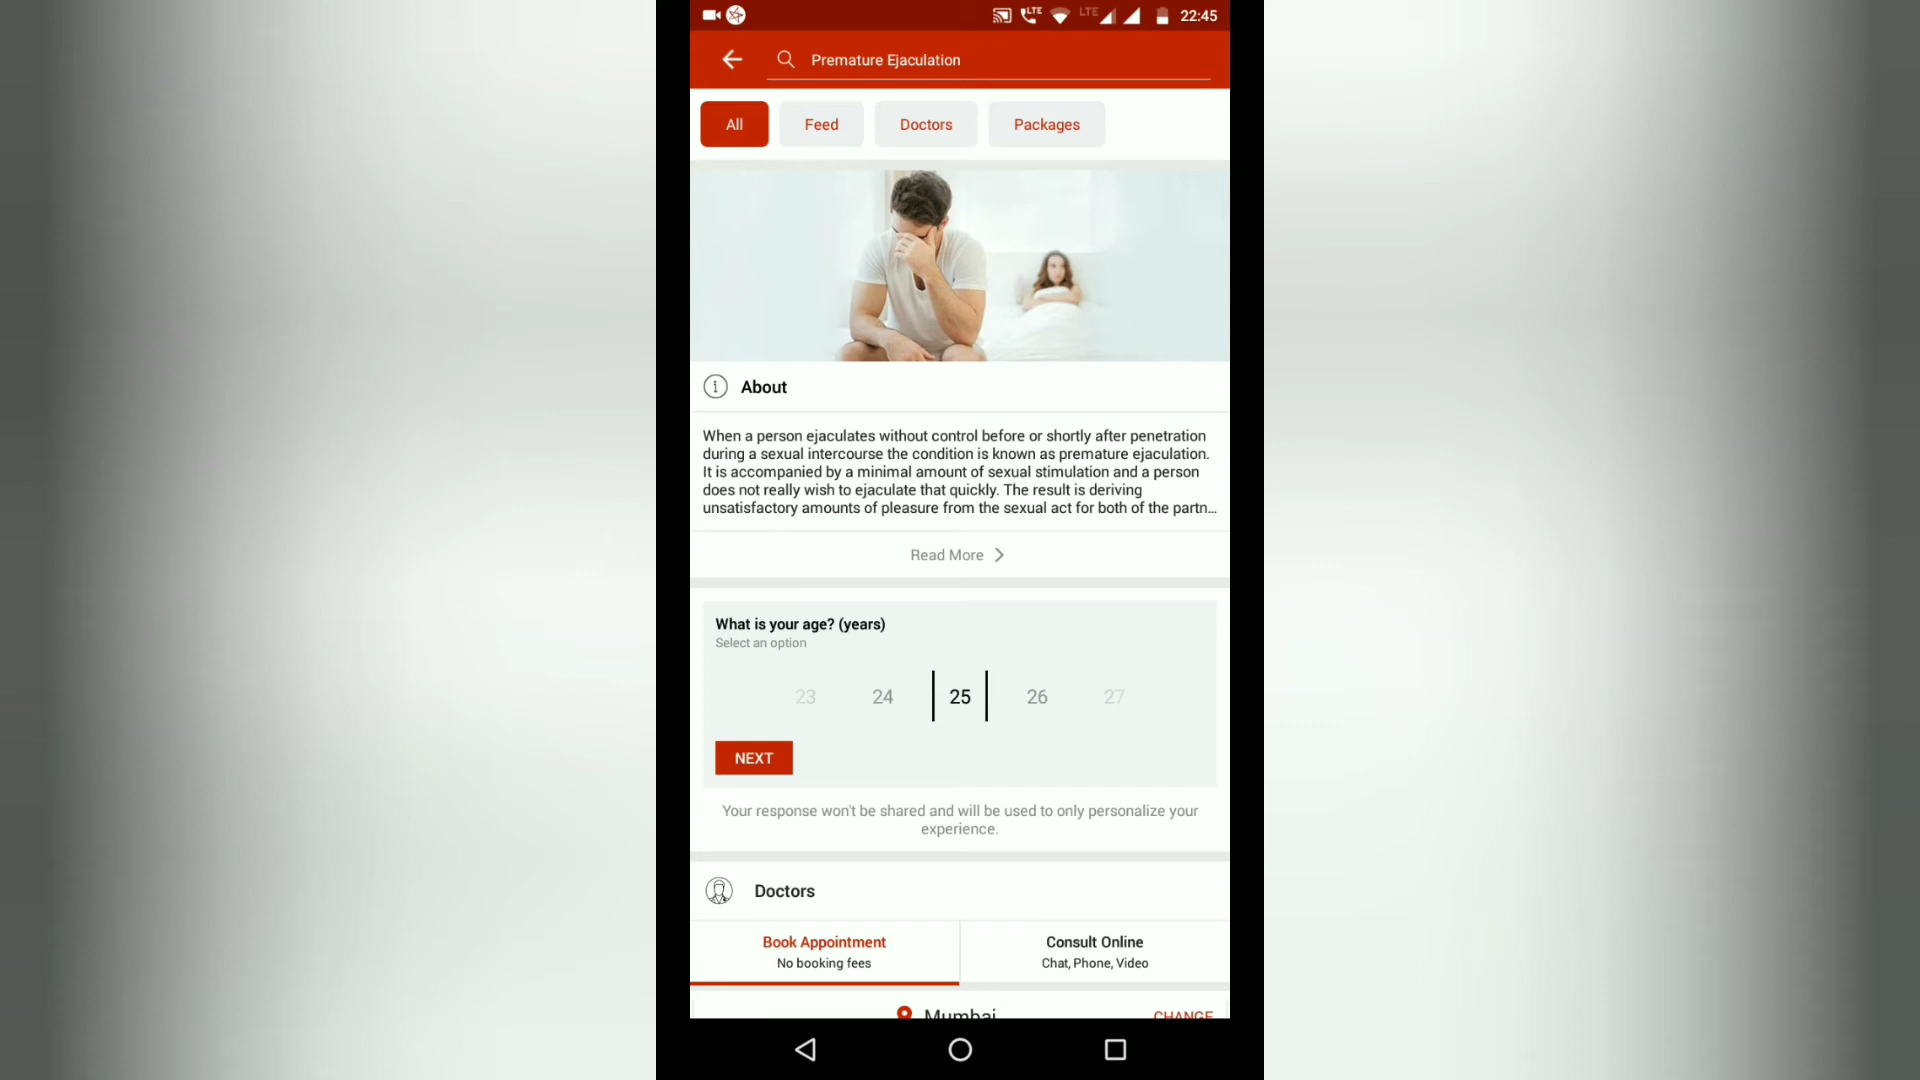 LTE LTE 22:45
Premature Ejaculation
All Feed Doctors Packages
About
When a person ejaculates without control before or shortly after penetration
during a sexual intercourse the condition is known as premature ejaculation.
It is accompanied by a minimal amount of sexual stimulation and a person
does not really wish to ejaculate that quickly. The result is deriving
unsatisfactory amounts of pleasure from the sexual act for both of the partn...
Read More
What is your age? (years)
Select an option
23 24 25 26 27
NEXT
Your response won't be shared and will be used to only personalize your
experience.
Doctors
Book Appointment Consult Online
No booking fees Chat, Phone, Video
Mumbai CHANGE